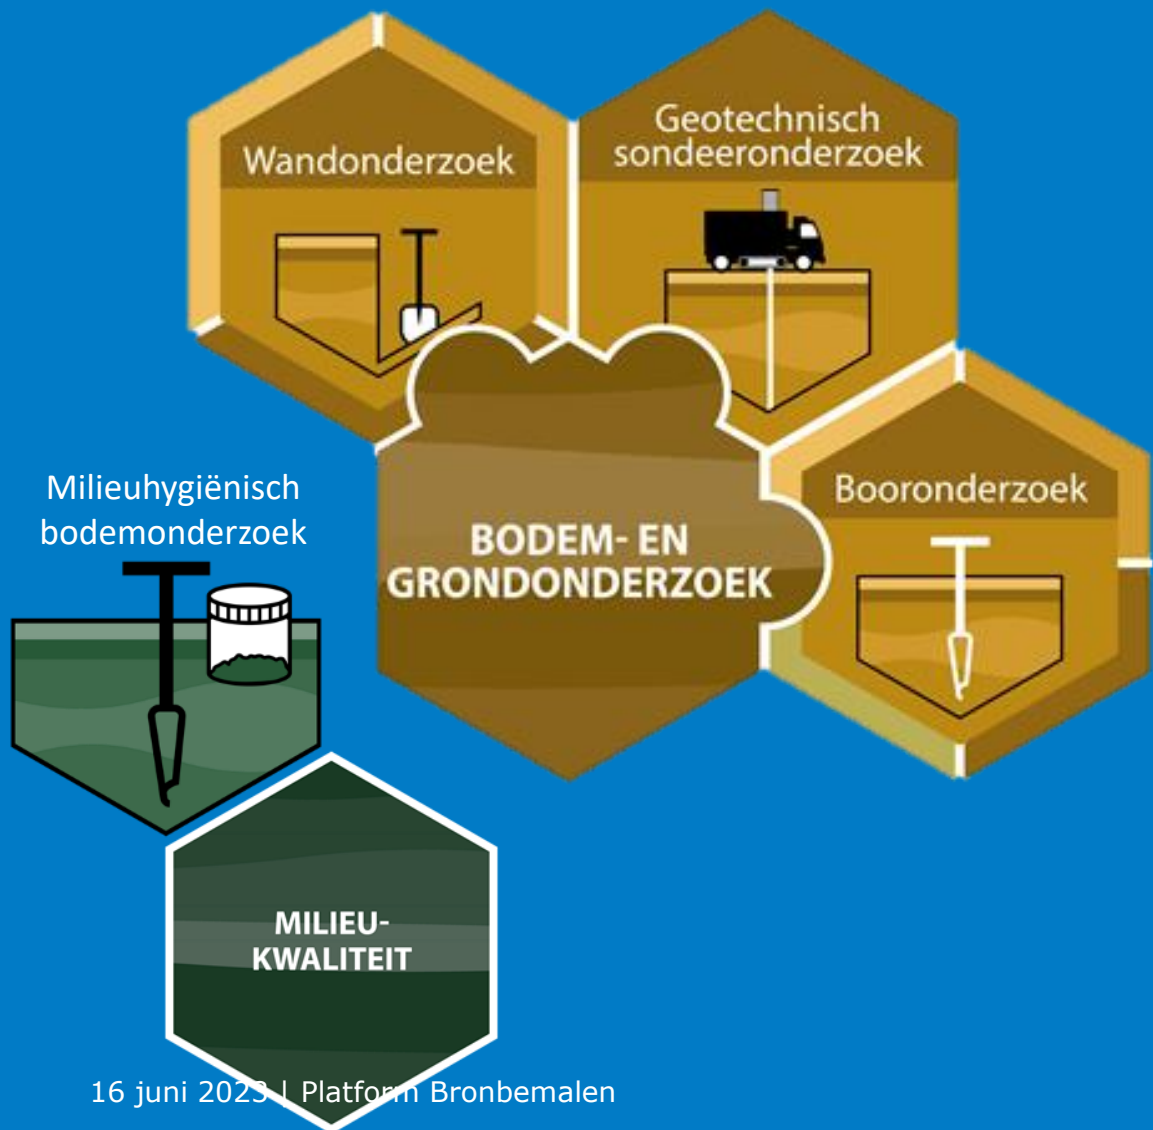 Wandonderzoek
Geotechnisch
sondeeronderzoek
Booronderzoek
BODEM- EN
GRONDONDERZOEK
Milieuhygiënisch
bodemonderzoek
MILIEU-
KWALITEIT
16 juni 2023 | Platform Bronbemalen